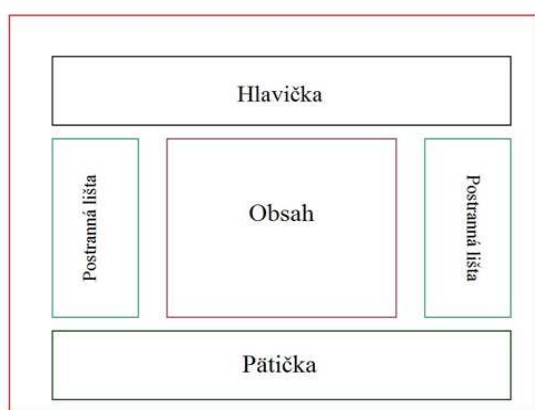 Hlavička
Postranná lišta
Obsah
Postranná lišta
Pätička